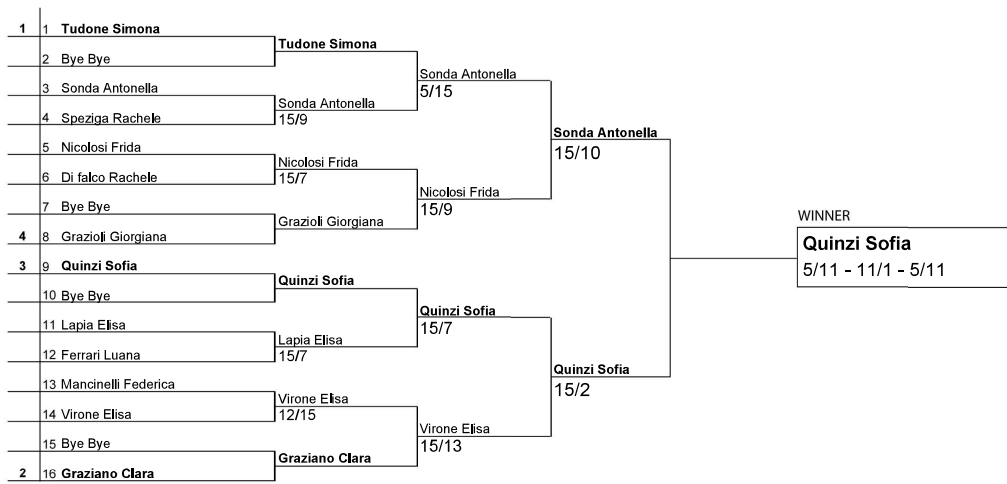 1 1 Tudone Simona
Tudone Simona
2 Bye Bye
Sonda Antonella
5/15
3 Sonda Antonella
Sonda Antonella
15/9
4 Speziga Rachele
Sonda Antonella
15/10
5 Nicolosi Frida
Nicolosi Frida
15/7
6 Di falco Rachele
Nicolosi Frida
15/9
7 Bye Bye
Grazioli Giorgiana
4 8 Grazioli Giorgiana
WINNER
Quinzi Sofia
5/11 - 11/1 - 5/11
3 9 Quinzi Sofia
Quinzi Sofia
10 Bye Bye
Quinzi Sofia
15/7
11 Lapia Elisa
Lapia Elisa
15/7
12 Ferrari Luana
Quinzi Sofia
15/2
13 Mancinelli Federica
Virone Elisa
12/15
14 Virone Elisa
Virone Elisa
15/13
15 Bye Bye
Graziano Clara
2 16 Graziano Clara